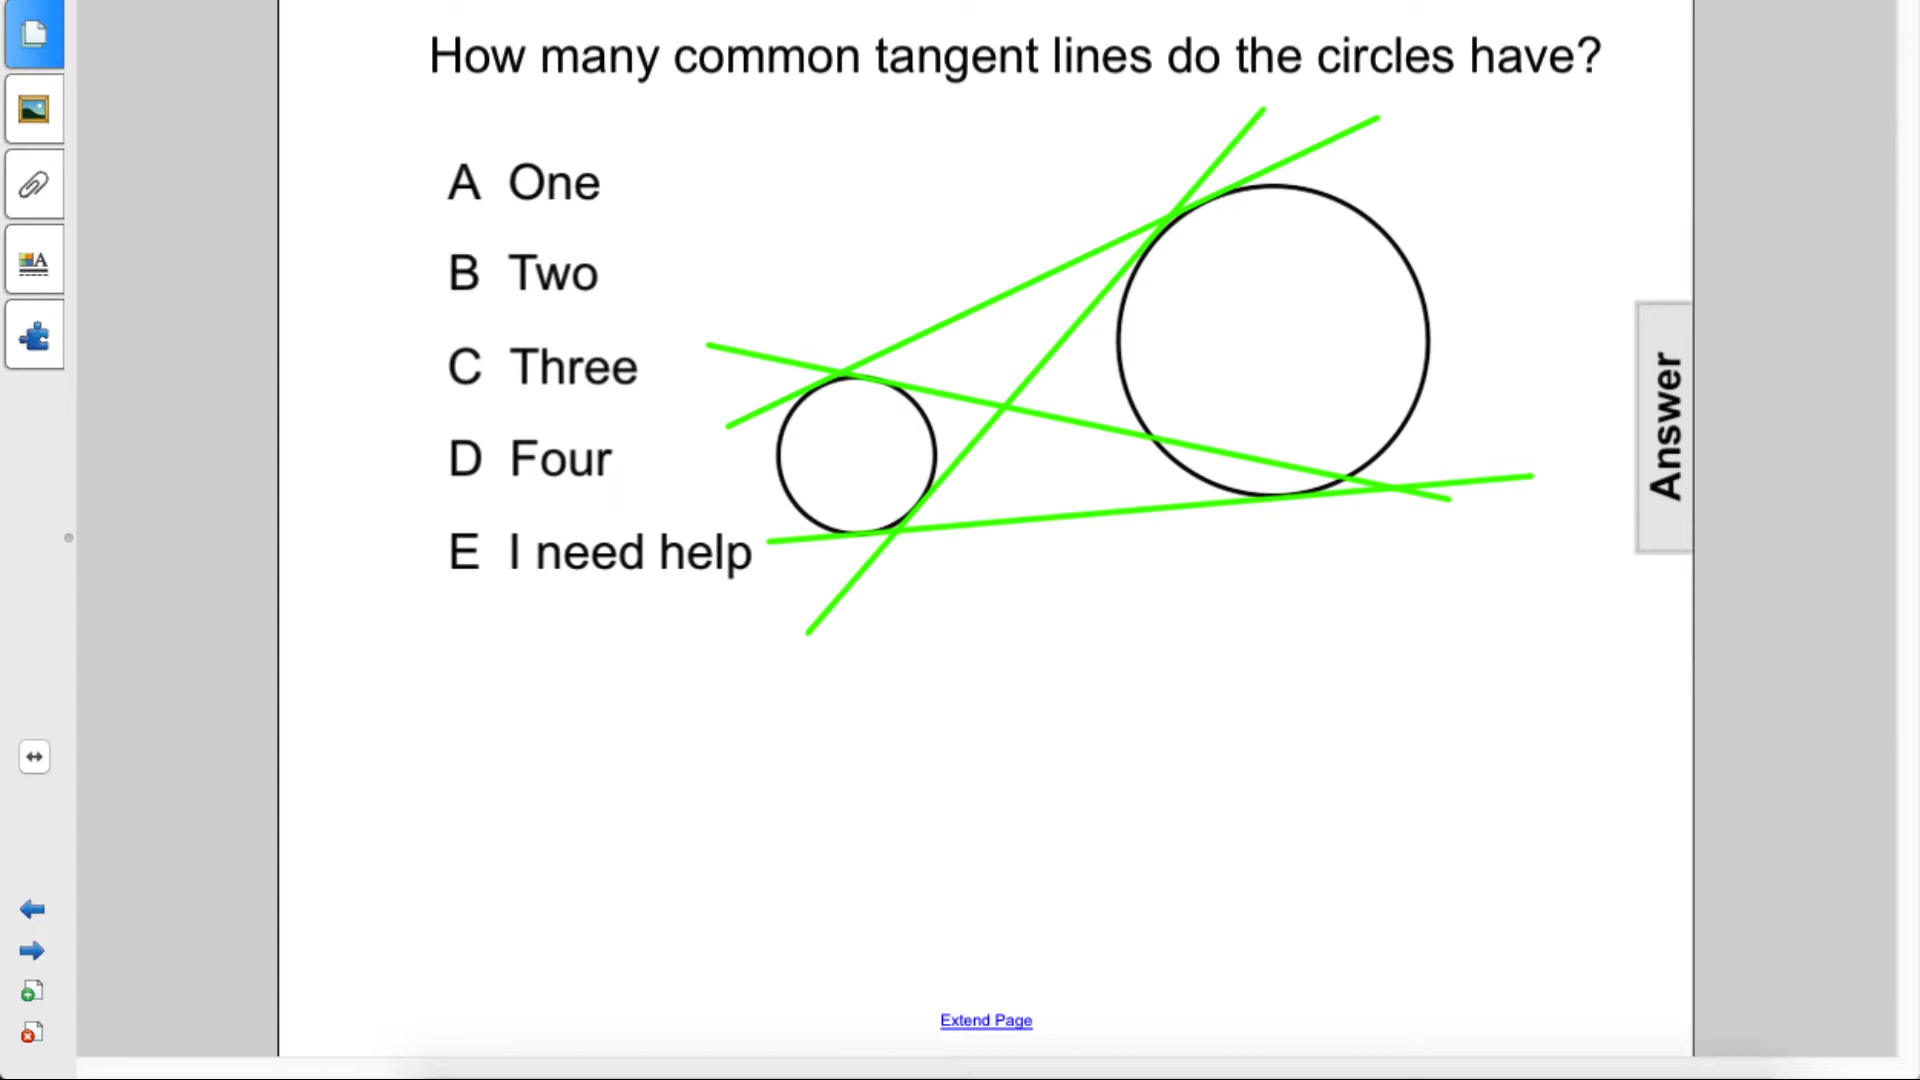 How many common tangent lines do the circles have?
A One
B Two
C Three
D Four
E I need help
Answer
Extend Page